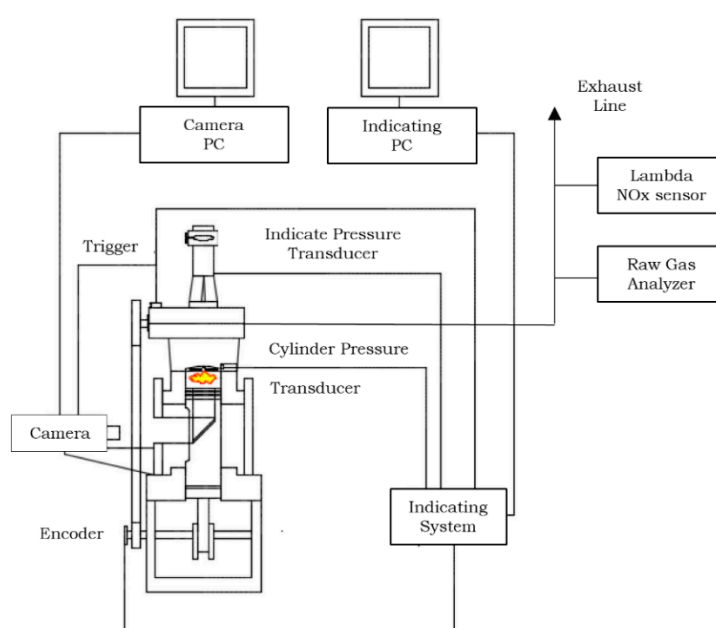 Camera
PC
Indicating
PC
Exhaust
Line
Lambda
NOx sensor
Trigger
Indicate Pressure
Transducer
Raw Gas
Analyzer
Cylinder Pressure
Transducer
Camera
Encoder
Indicating
System